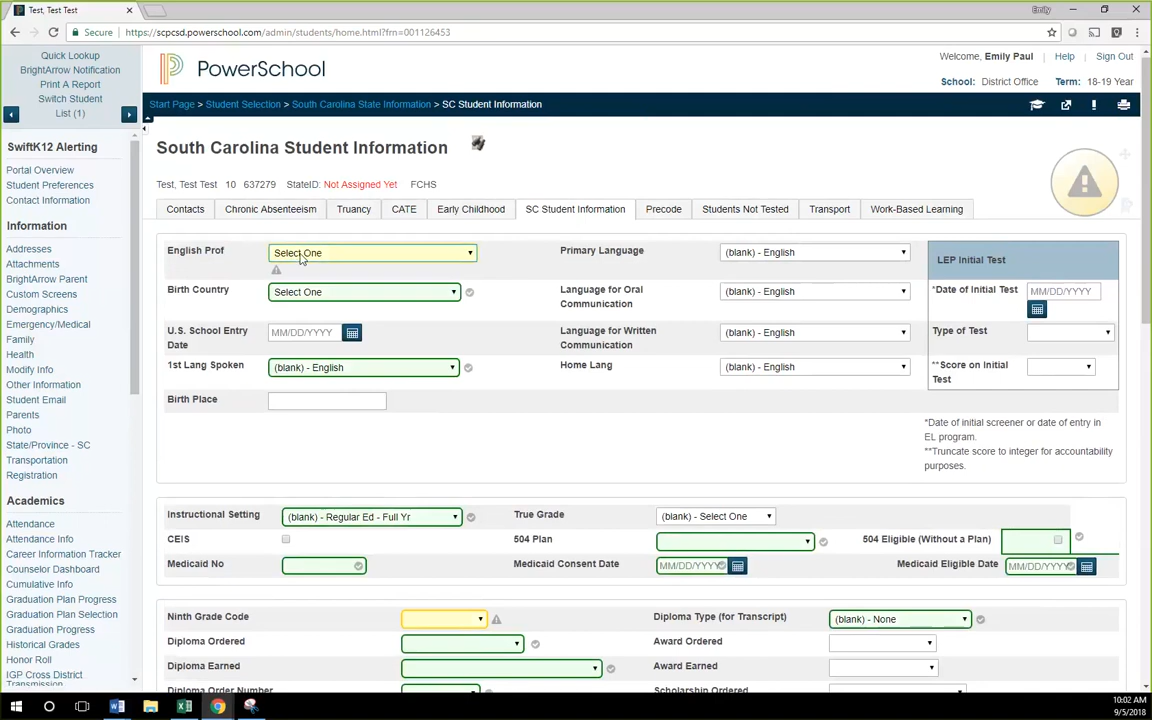 Test, Test Test
Emily
Secure
https://scpcsd.powerschool.com/admin/students/home.html?frn=001126453
Quick Lookup
BrightArrow Notification
Print A Report
Switch Student
List (1)
PowerSchool
Welcome, Emily Paul
Help
Sign Out
School: District Office
Term: 18-19 Year
Start Page > Student Selection > South Carolina State Information > SC Student Information
SwiftK12 Alerting
Portal Overview
Student Preferences
Contact Information
Information
Addresses
Attachments
BrightArrow Parent
Custom Screens
Demographics
Emergency/Medical
Family
Health
Modify Info
Other Information
Student Email
Parents
Photo
State/Province - SC
Transportation
Registration
Academics
Attendance
Attendance Info
Career Information Tracker
Counselor Dashboard
Cumulative Info
Graduation Plan Progress
Graduation Plan Selection
Graduation Progress
Historical Grades
Honor Roll
IGP Cross District
Transmission
South Carolina Student Information
Test, Test Test 10 637279 StateID: Not Assigned Yet FCHS
Contacts
Chronic Absenteeism
Truancy
CATE
Early Childhood
SC Student Information
Precode
Students Not Tested
Transport
Work-Based Learning
English Prof
Select One
Primary Language
(blank) - English
LEP Initial Test
Birth Country
Select One
Language for Oral
Communication
(blank) - English
*Date of Initial Test
MM/DD/YYYY
U.S. School Entry
Date
MM/DD/YYYY
Language for Written
Communication
(blank) - English
Type of Test
1st Lang Spoken
(blank) - English
Home Lang
(blank) - English
**Score on Initial
Test
Birth Place
*Date of initial screener or date of entry in
EL program.
**Truncate score to integer for accountability
purposes.
Instructional Setting
(blank) - Regular Ed - Full Yr
True Grade
(blank) - Select One
CEIS
504 Plan
504 Eligible (Without a Plan)
Medicaid No
Medicaid Consent Date
MM/DD/YYYY
Medicaid Eligible Date
MM/DD/YYYY
Ninth Grade Code
Diploma Type (for Transcript)
(blank) - None
Diploma Ordered
Award Ordered
Diploma Earned
Award Earned
Diploma Order Number
Scholarship Ordered
10:02 AM
9/5/2018